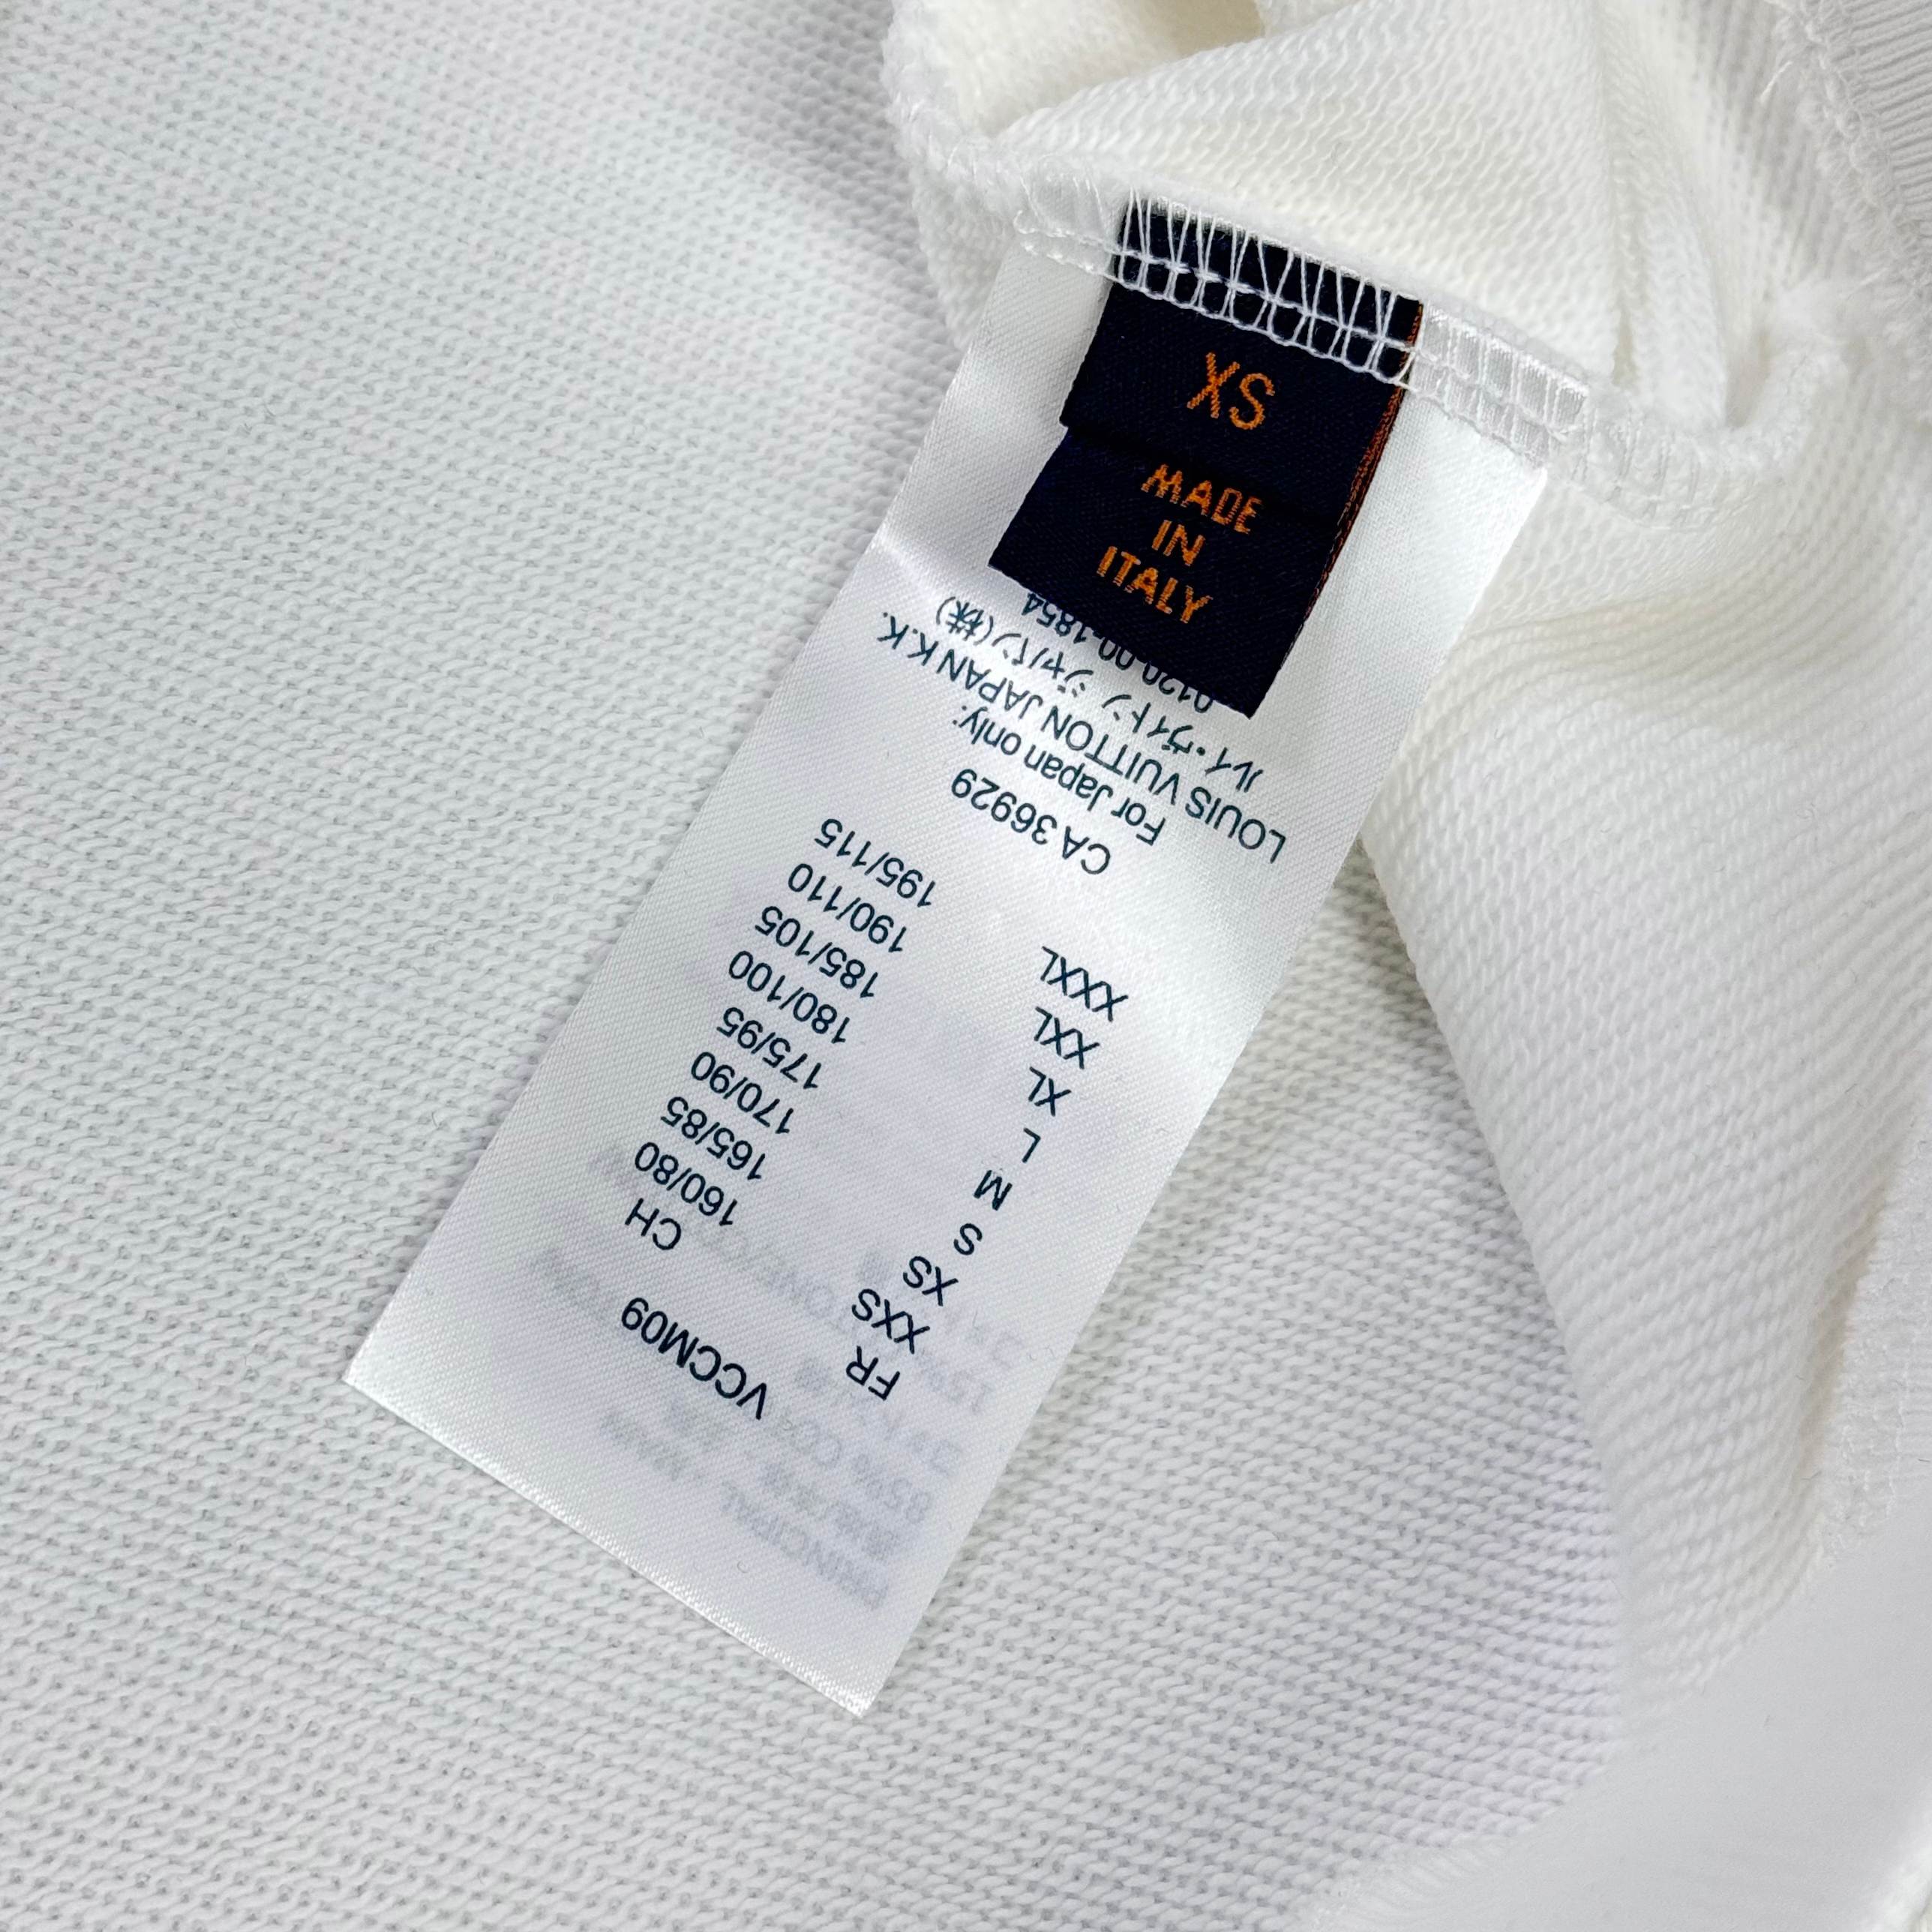 XS
MADE
IN
ITALY
VCCCM09
FR CH
XXS 160/80
XS 165/85
S 170/90
M 175/95
L 180/100
XL 185/105
XXL 190/110
XXXL 195/115
CA 36929
For Japan only:
LOUIS VUITTON JAPAN K.K.
ルイ・ヴィトン ジャパン(株)
0120-00-1854